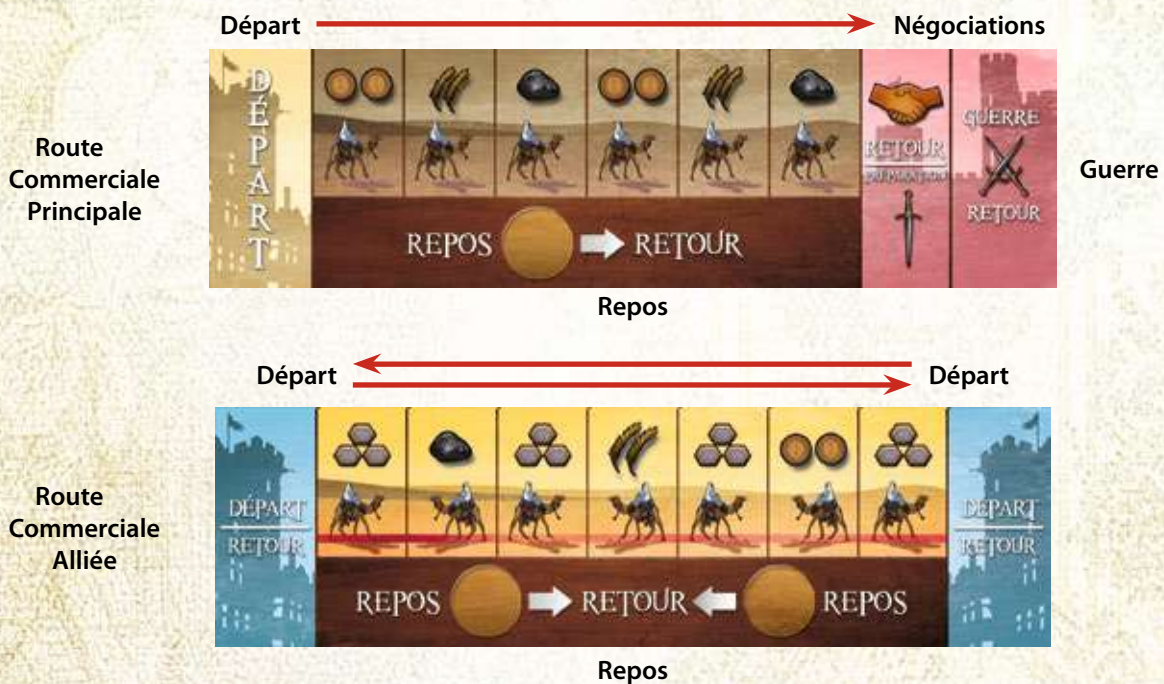 Départ
Négociations
Route
Commerciale
Principale
DÉPART
RETOUR
PRÉPARATION
GUERRE
RETOUR
Guerre
REPOS
RETOUR
Repos
Départ
Départ
Route
Commerciale
Alliée
DÉPART
RETOUR
DÉPART
RETOUR
REPOS
RETOUR
REPOS
Repos